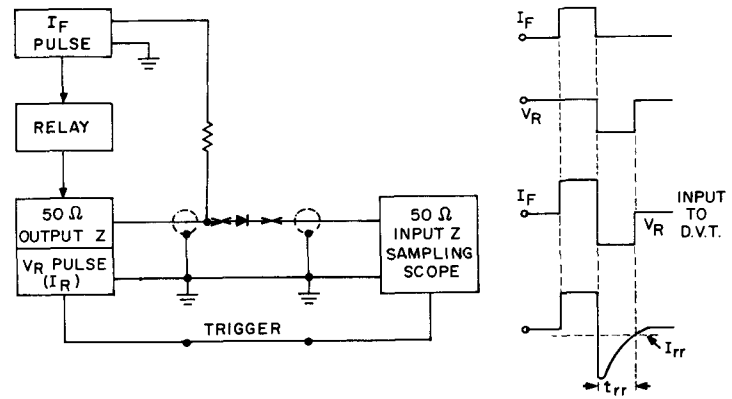 I_F
PULSE
RELAY
50 Ω
OUTPUT Z
V_R PULSE
(I_R)
50 Ω
INPUT Z
SAMPLING
SCOPE
TRIGGER
I_F
V_R
I_F
V_R
INPUT
TO
D.V.T.
I_rr
t_rr